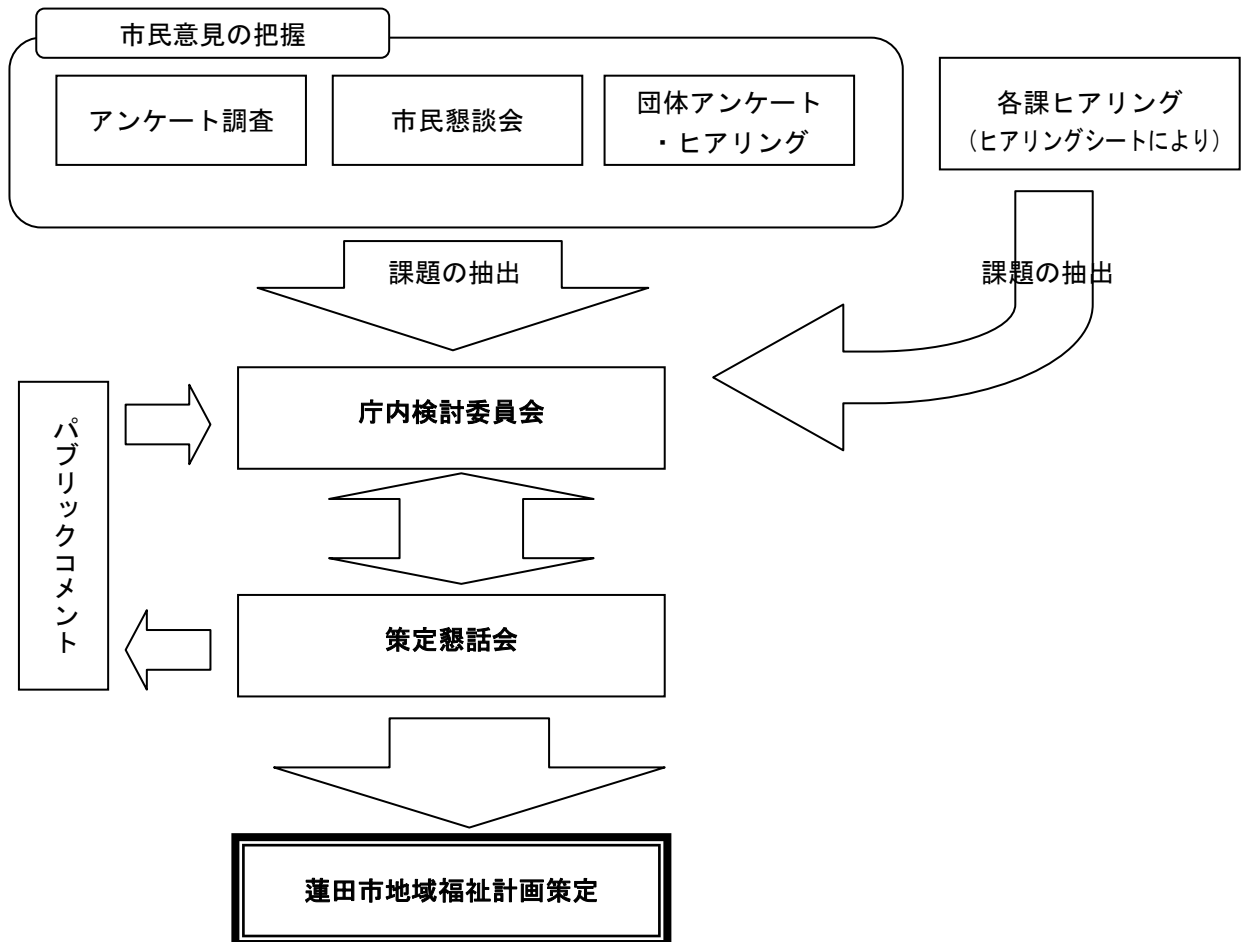 市民意見の把握
アンケート調査
市民懇談会
団体アンケート
・ヒアリング
各課ヒアリング
（ヒアリングシートにより）
課題の抽出
課題の抽出
庁内検討委員会
パブリックコメント
策定懇話会
蓮田市地域福祉計画策定